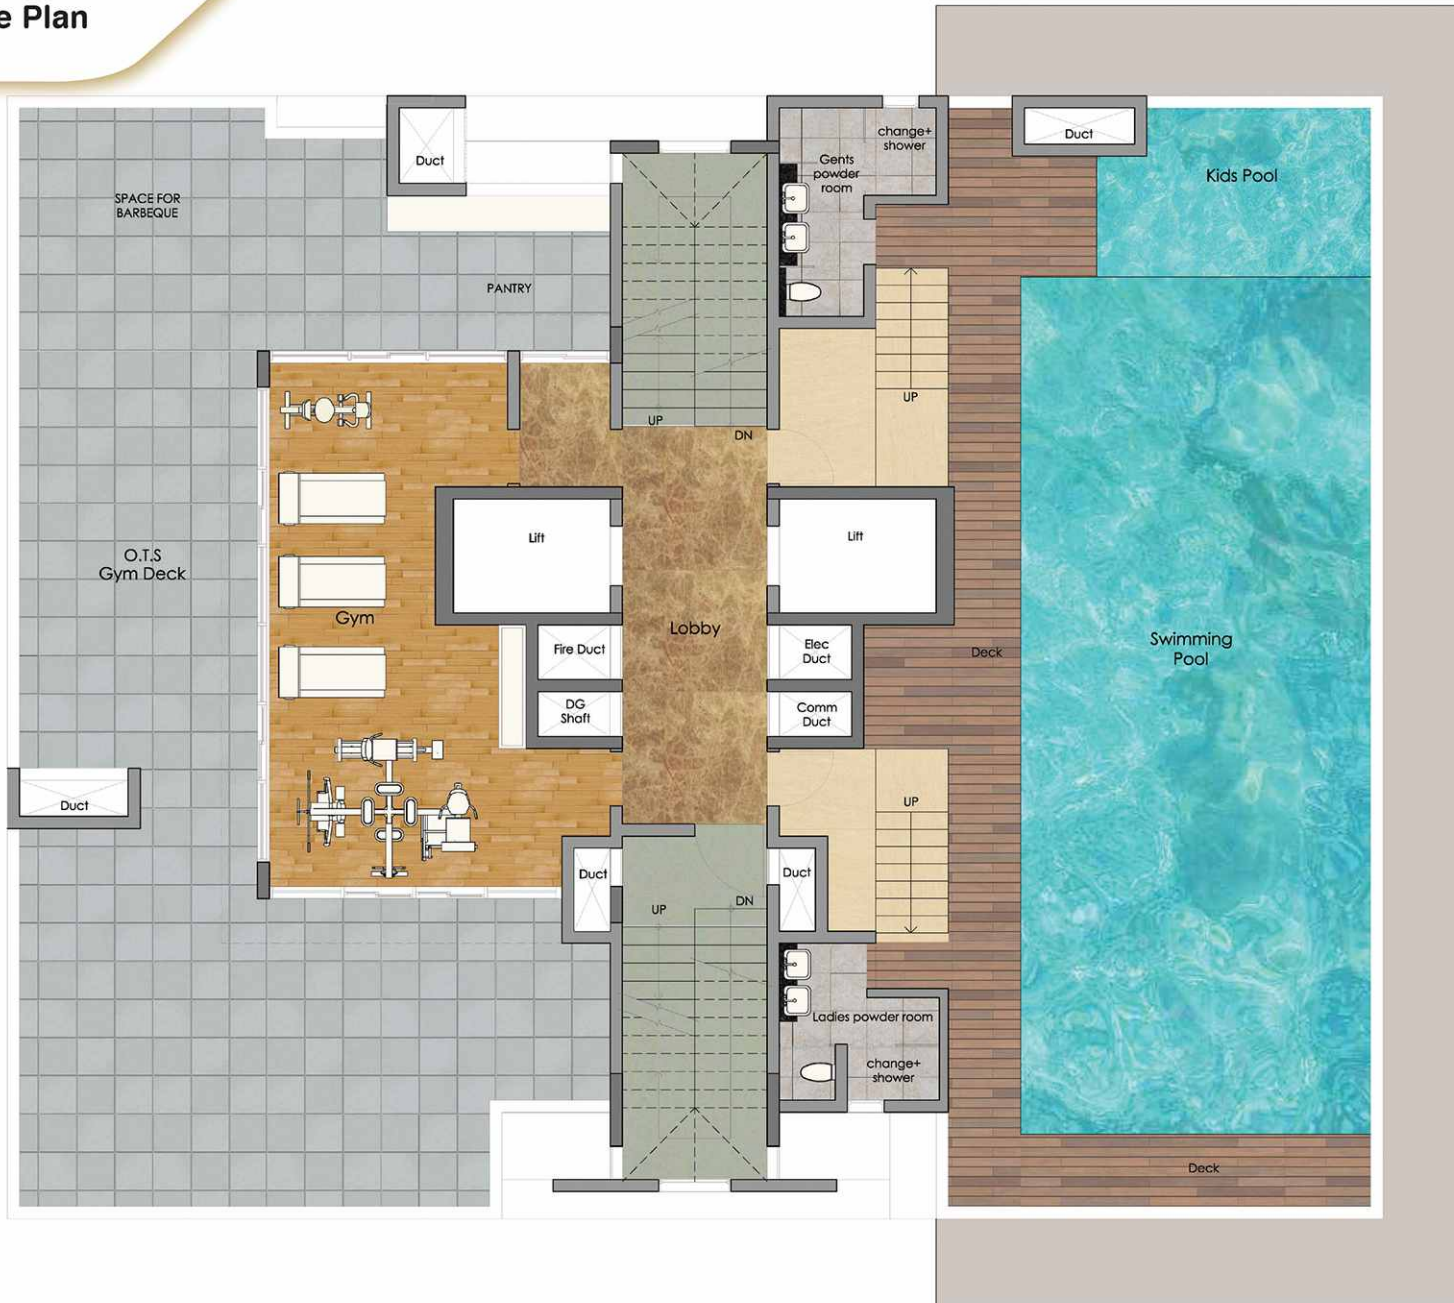 e Plan
change+
shower
Duct
Duct
Gents
powder
room
Kids Pool
SPACE FOR
BARBEQUE
PANTRY
UP
UP
DN
Lift
Lift
O.T.S
Gym Deck
Gym
Lobby
Fire Duct
Elec
Duct
Deck
Swimming
Pool
DG
Shaft
Comm
Duct
Duct
UP
Duct
Duct
UP
DN
Ladies powder room
change+
shower
Deck